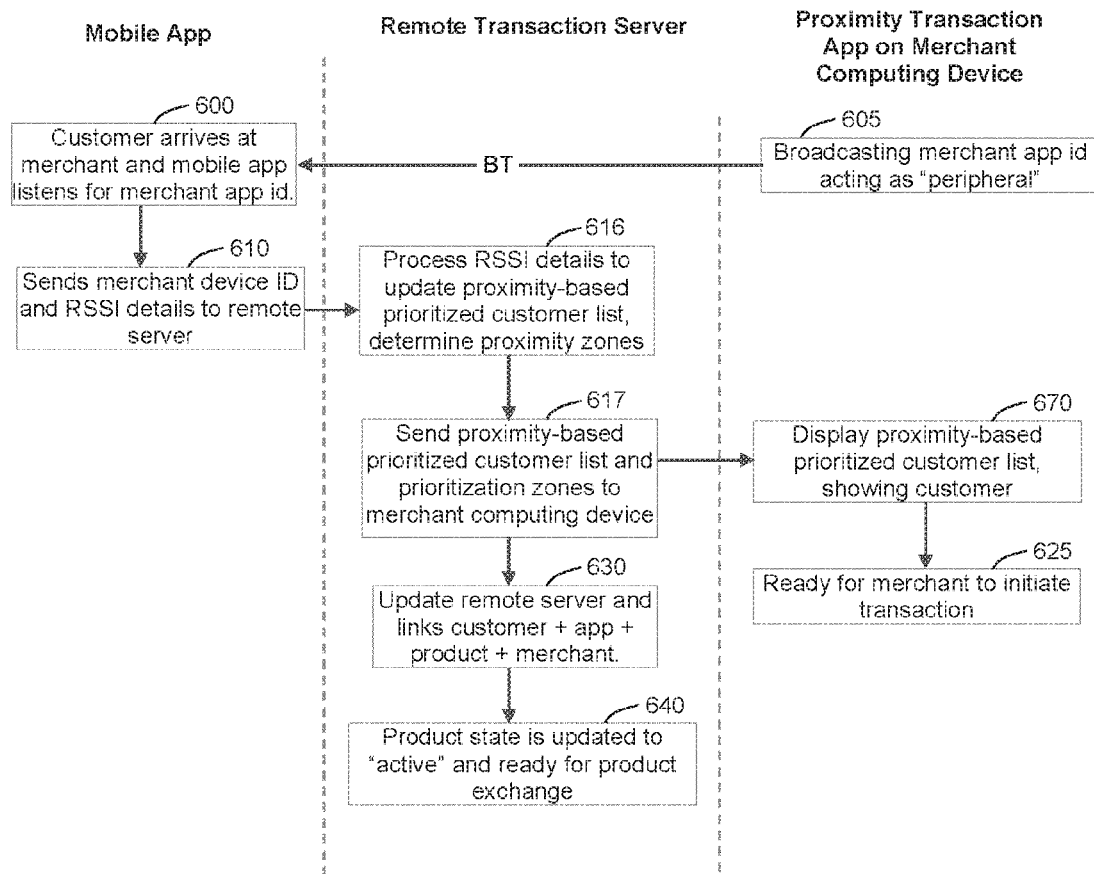 Mobile App
Remote Transaction Server
Proximity Transaction
App on Merchant
Computing Device
600
Customer arrives at
merchant and mobile app
listens for merchant app id.
BT
605
Broadcasting merchant app id
acting as “peripheral”
610
Sends merchant device ID
and RSSI details to remote
server
616
Process RSSI details to
update proximity-based
prioritized customer list,
determine proximity zones
617
Send proximity-based
prioritized customer list and
prioritization zones to
merchant computing device
670
Display proximity-based
prioritized customer list,
showing customer
630
Update remote server and
links customer + app +
product + merchant.
625
Ready for merchant to initiate
transaction
640
Product state is updated to
“active” and ready for product
exchange